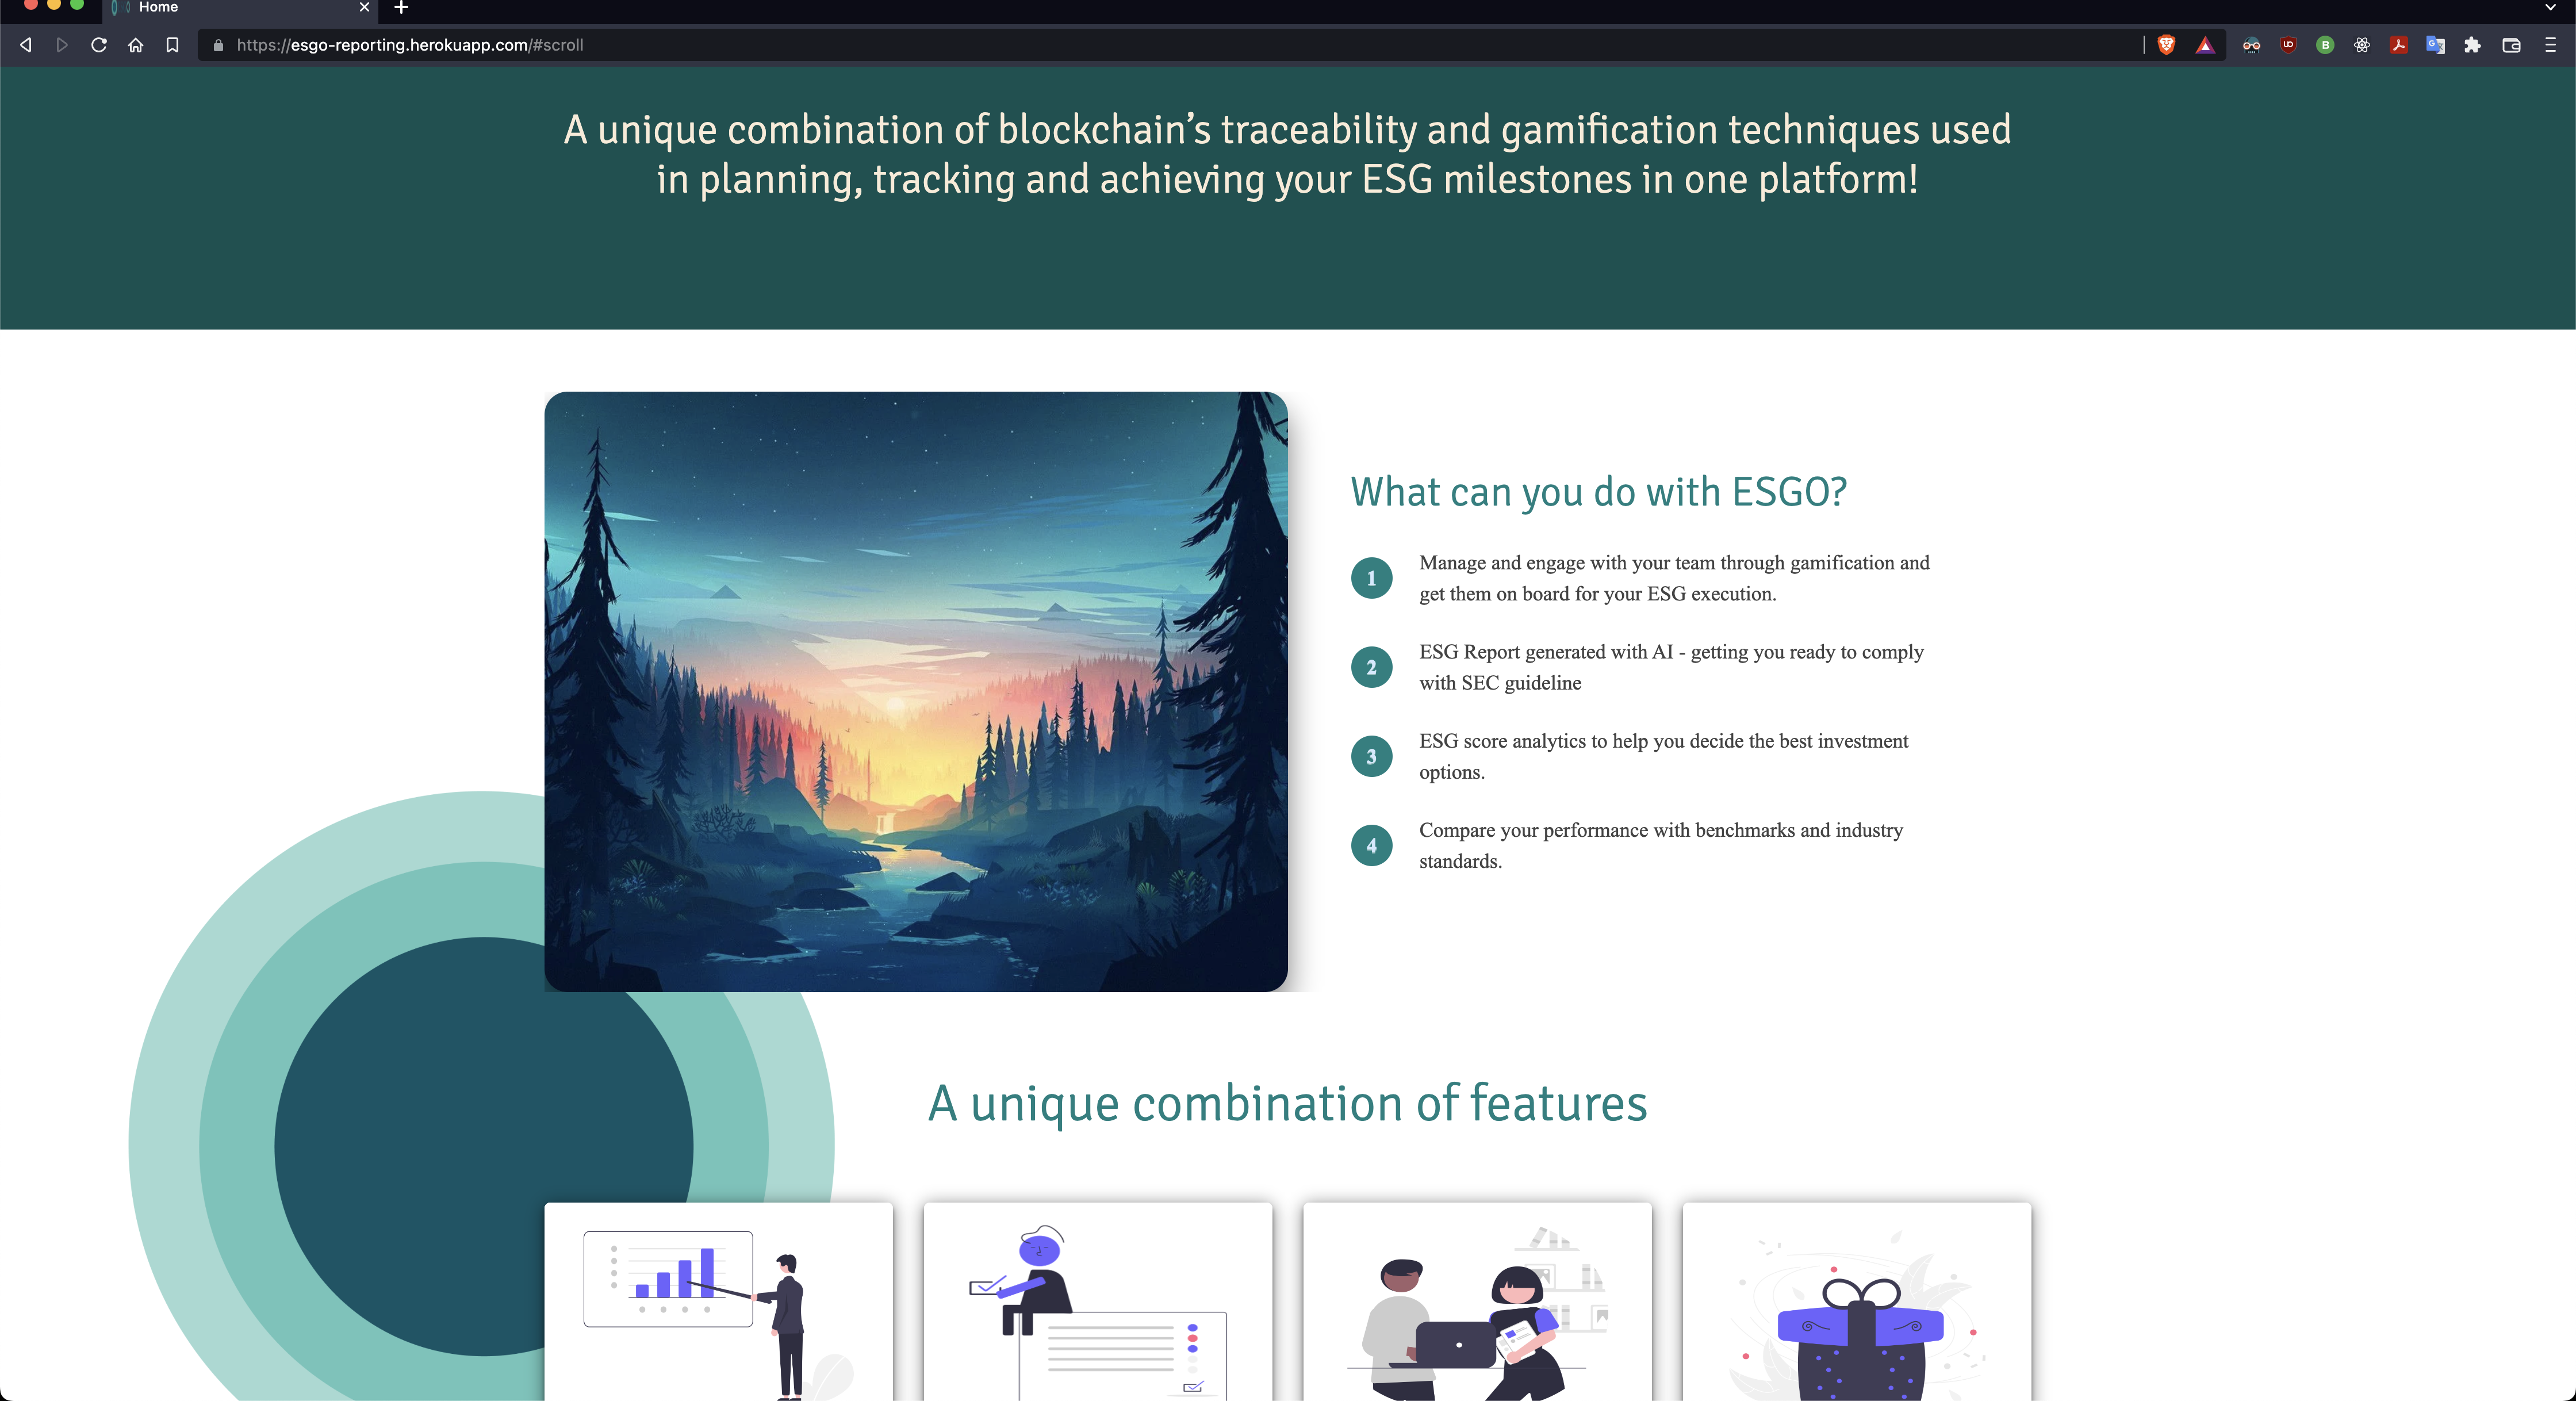 Home
https://esgo-reporting.herokuapp.com/#scroll
A unique combination of blockchain’s traceability and gamification techniques used
in planning, tracking and achieving your ESG milestones in one platform!
What can you do with ESGO?
1
Manage and engage with your team through gamification and
get them on board for your ESG execution.
2
ESG Report generated with AI - getting you ready to comply
with SEC guideline
3
ESG score analytics to help you decide the best investment
options.
4
Compare your performance with benchmarks and industry
standards.
A unique combination of features